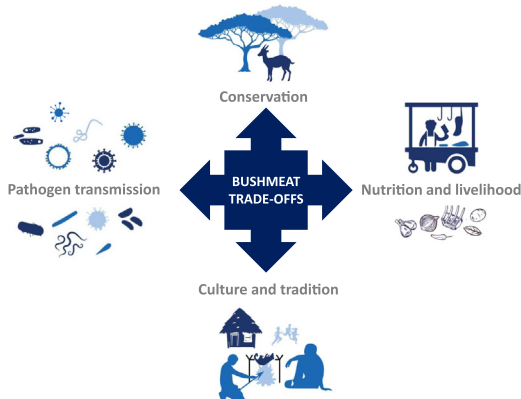 Conservation
Pathogen transmission
BUSHMEAT
TRADE-OFFS
Nutrition and livelihood
Culture and tradition